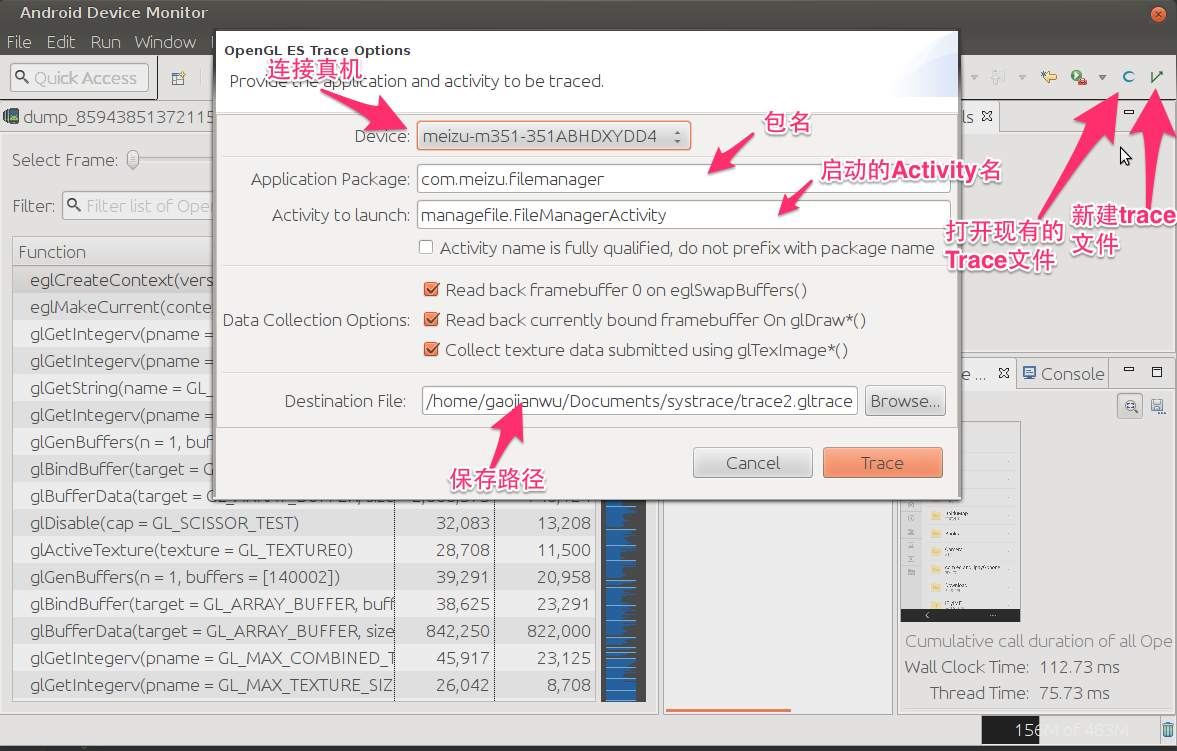 Android Device Monitor
File Edit Run Window
Quick Access
dump_85943851372115
ls
Select Frame:
Filter: Filter list of Ope
Function
eglCreateContext(vers
eglMakeCurrent(conte
glGetIntegerv(pname =
glGetIntegerv(pname =
glGetString(name = GL_
glGetIntegerv(pname =
glGenBuffers(n = 1, buf
glBindBuffer(target = G
glBufferData(target = GL_ARRAY_BUFFER, size
glDisable(cap = GL_SCISSOR_TEST) 32,083 13,208
glActiveTexture(texture = GL_TEXTURE0) 28,708 11,500
glGenBuffers(n = 1, buffers = [140002]) 39,291 20,958
glBindBuffer(target = GL_ARRAY_BUFFER, buff 38,625 23,291
glBufferData(target = GL_ARRAY_BUFFER, size 842,250 822,000
glGetIntegerv(pname = GL_MAX_COMBINED_T 45,917 23,125
glGetIntegerv(pname = GL_MAX_TEXTURE_SIZ 26,042 8,708
OpenGL ES Trace Options
Provide the application and activity to be traced.
连接真机
Device: meizu-m351-351ABHDXYDD4
包名
Application Package: com.meizu.filemanager
启动的Activity名
Activity to launch: managefile.FileManagerActivity
Activity name is fully qualified, do not prefix with package name
Read back framebuffer 0 on eglSwapBuffers()
Data Collection Options: Read back currently bound framebuffer On glDraw*()
Collect texture data submitted using glTexImage*()
Destination File: /home/gaojianwu/Documents/systrace/trace2.gltrace Browse...
保存路径
Cancel Trace
打开现有的
Trace文件
新建trace
文件
e ... Console
Camera
Download
Cumulative call duration of all Ope
Wall Clock Time: 112.73 ms
Thread Time: 75.73 ms
156M of 483M